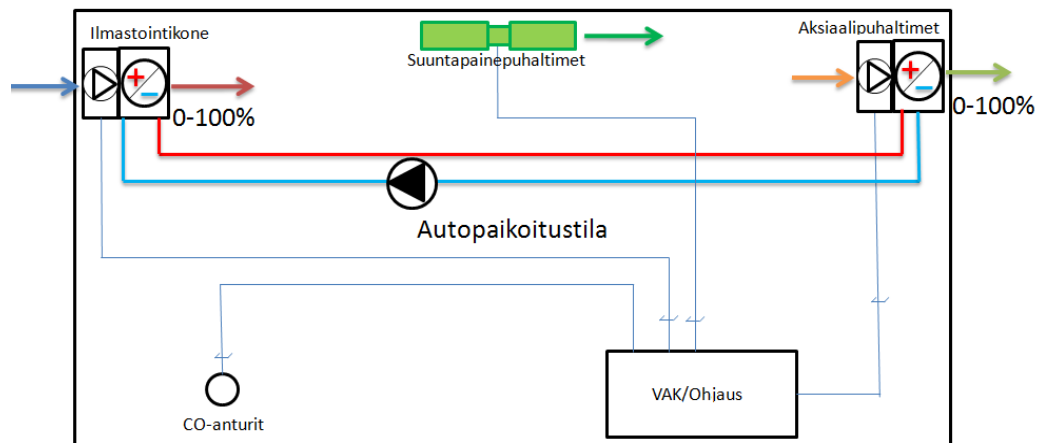 Ilmastointikone
Aksiaalipuhaltimet
Suuntapainepuhaltimet
0-100%
0-100%
Autopaikoitustila
VAK/Ohjaus
CO-anturit